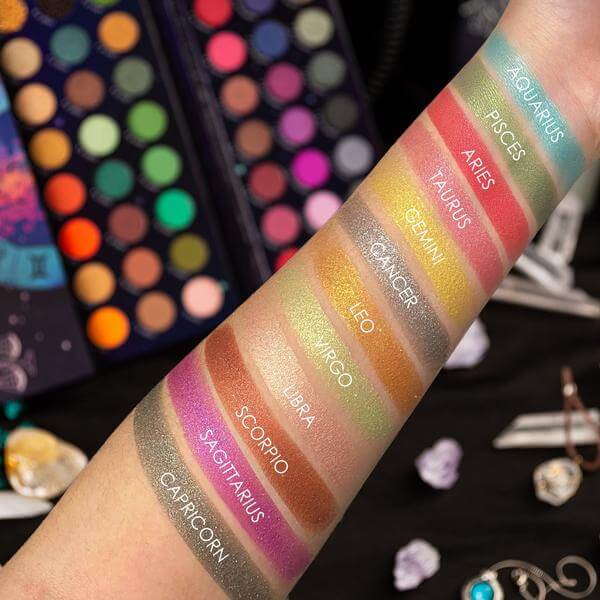 AQUARIUS
PISCES
ARIES
TAURUS
GEMINI
CANCER
LEO
VIRGO
LIBRA
SCORPIO
SAGITTARIUS
CAPRICORN